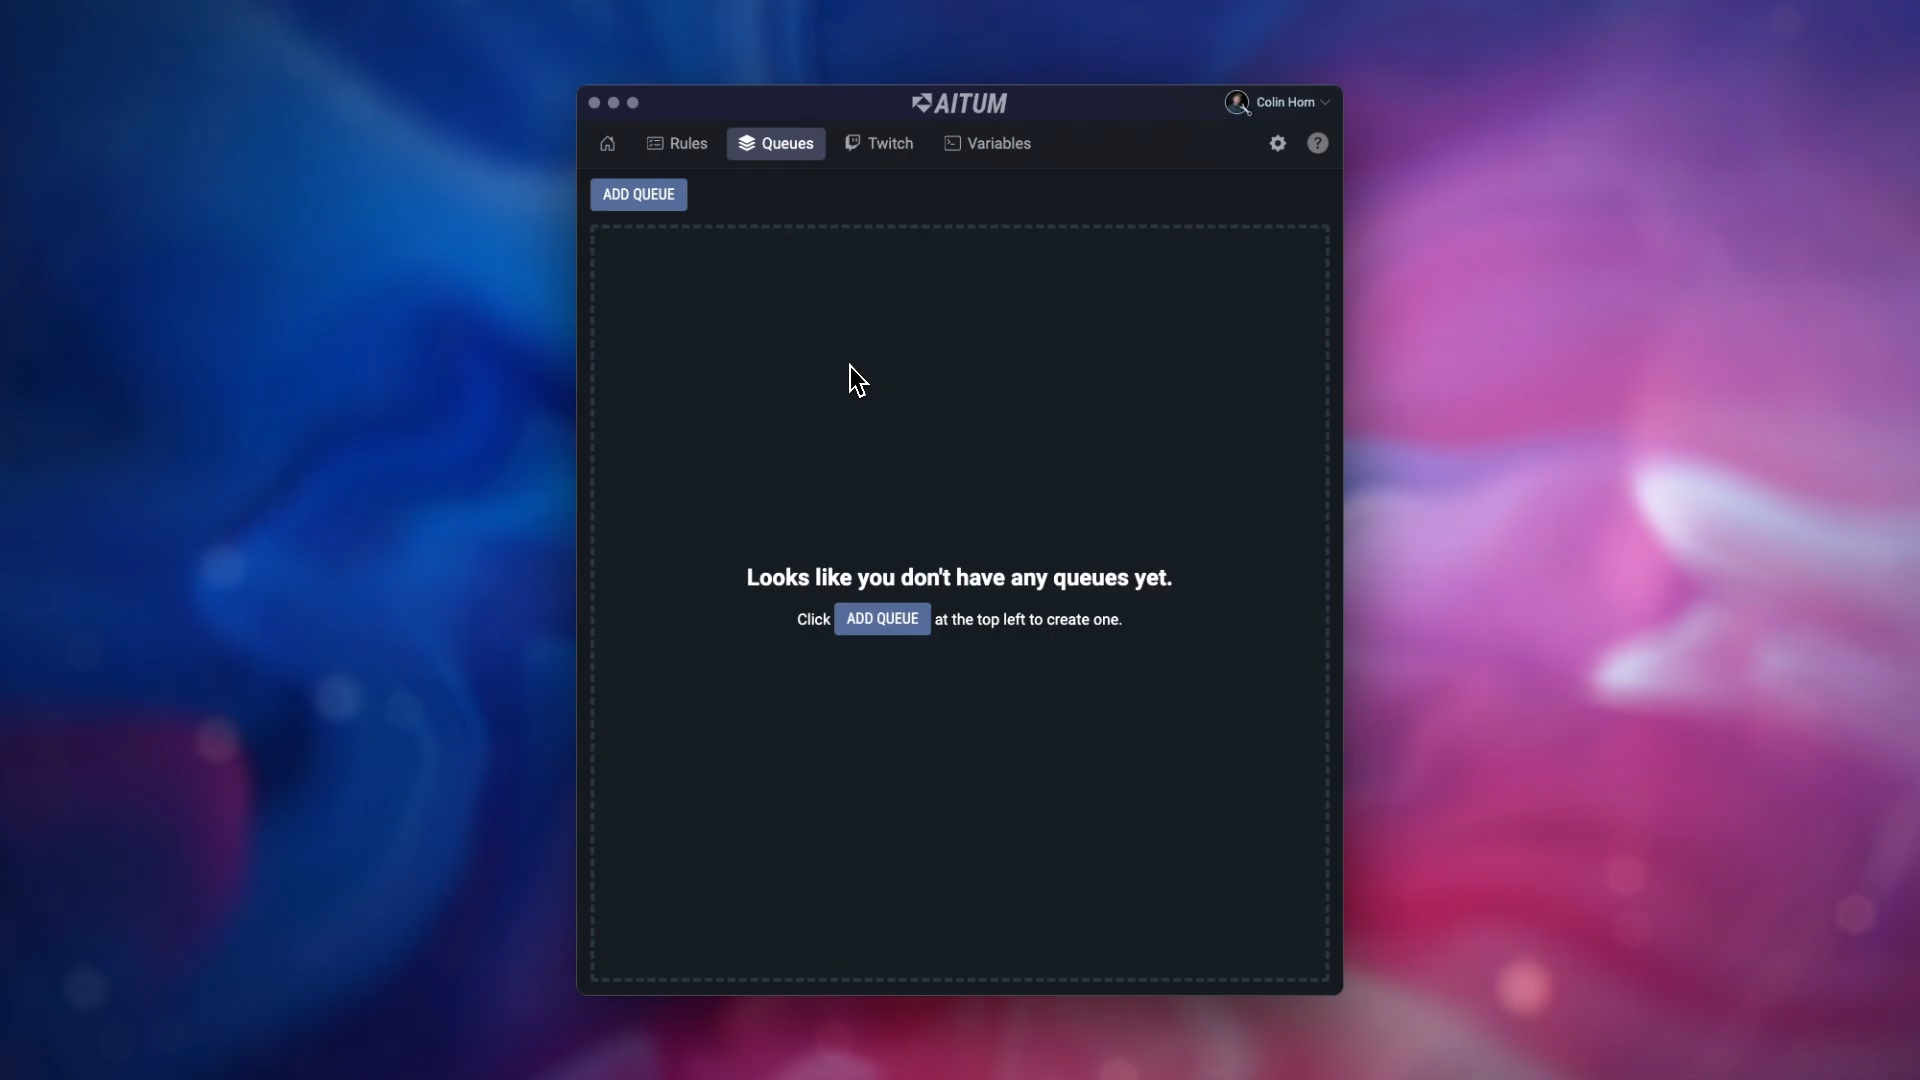 AITUM
Colin Horn
Rules
Queues
Twitch
Variables
?
ADD QUEUE
Looks like you don't have any queues yet.
Click ADD QUEUE at the top left to create one.